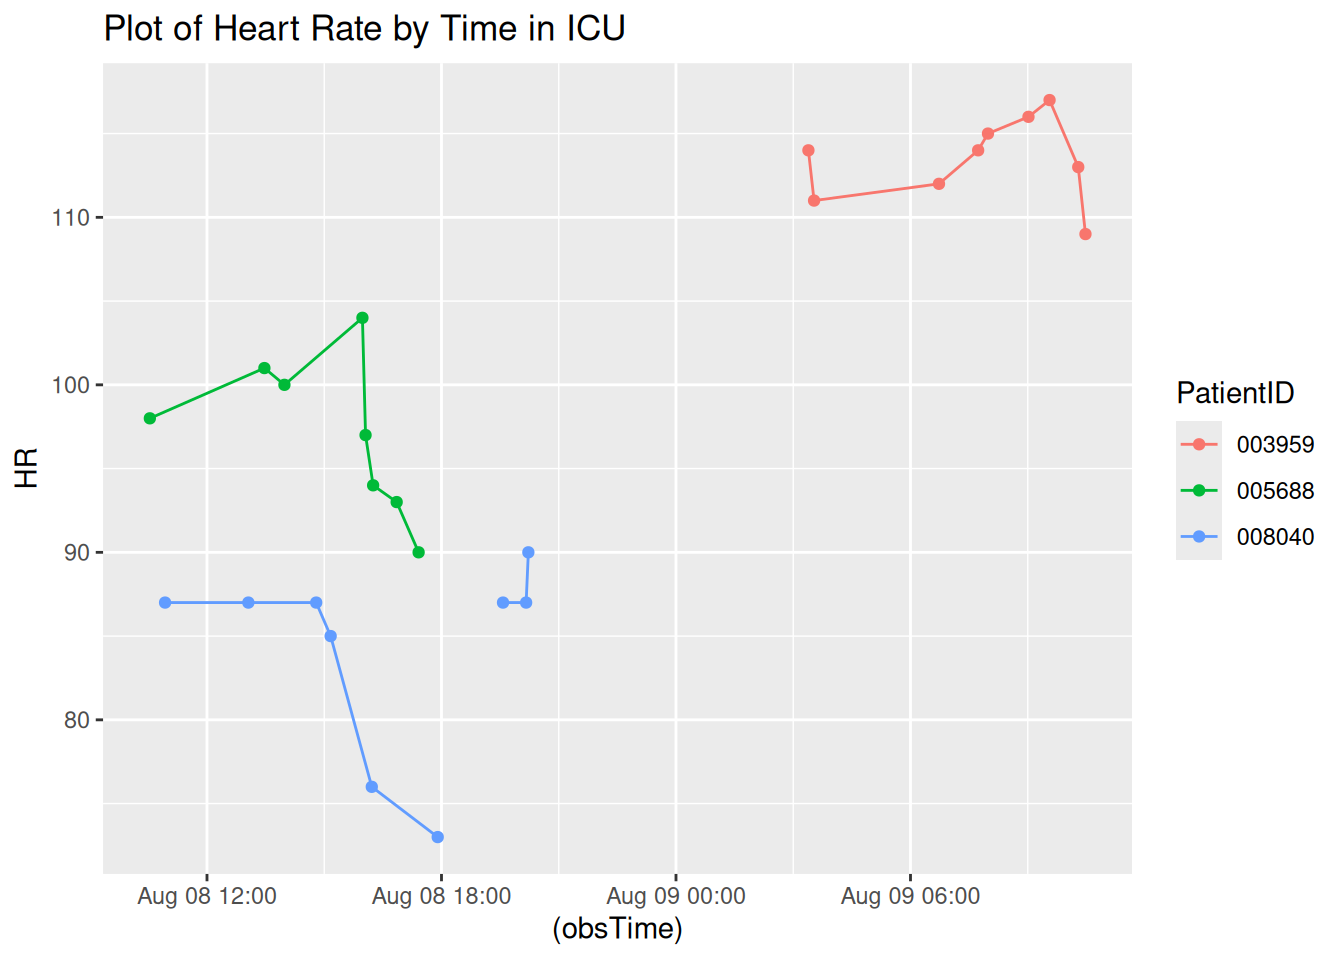 Plot of Heart Rate by Time in ICU
110
100
90
80
HR
Aug 08 12:00 Aug 08 18:00 Aug 09 00:00 Aug 09 06:00
(obsTime)
PatientID
003959
005688
008040